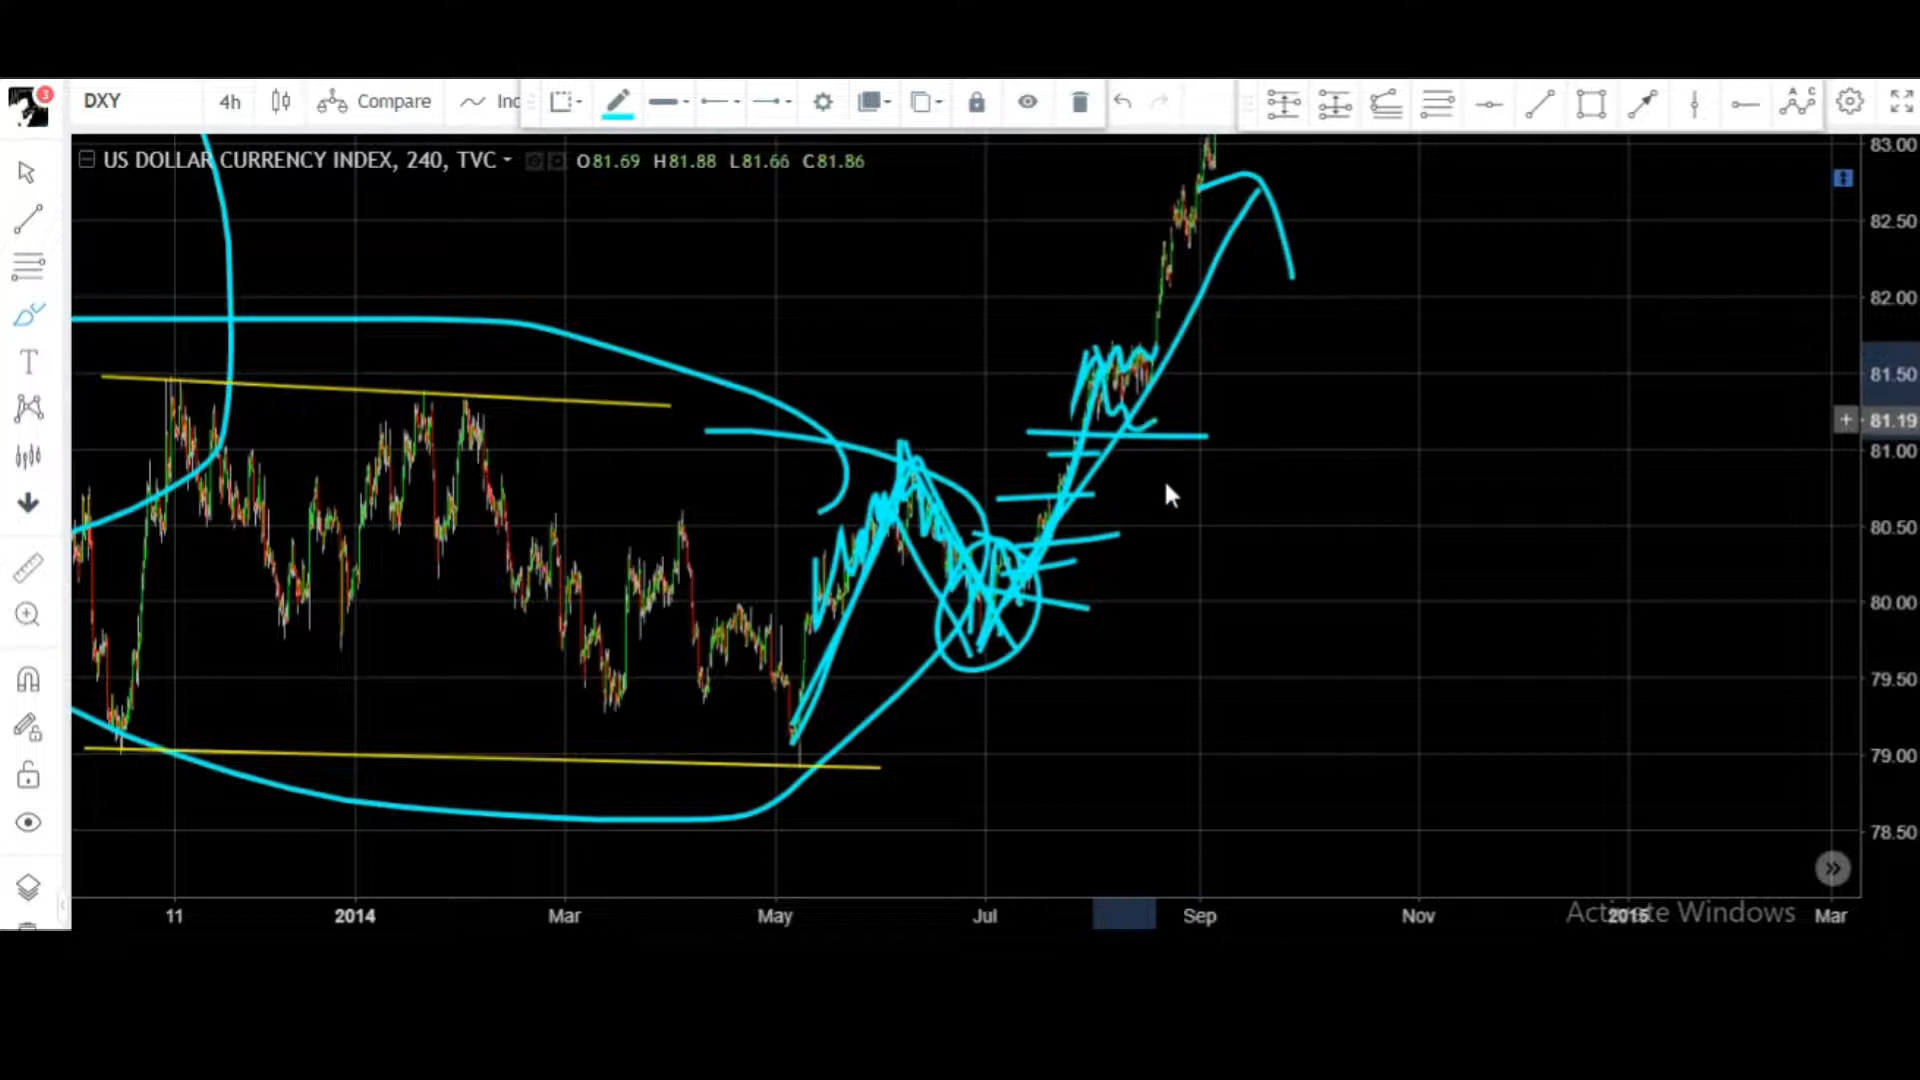 3
DXY 4h Compare Inc
A C
US DOLLAR CURRENCY INDEX, 240, TVC O81.69 H81.88 L81.66 C81.86
T
83.00
82.50
82.00
81.50
81.19
81.00
80.50
80.00
79.50
79.00
78.50
11 2014 Mar May Jul Sep Nov 2015 Mar
Activate Windows